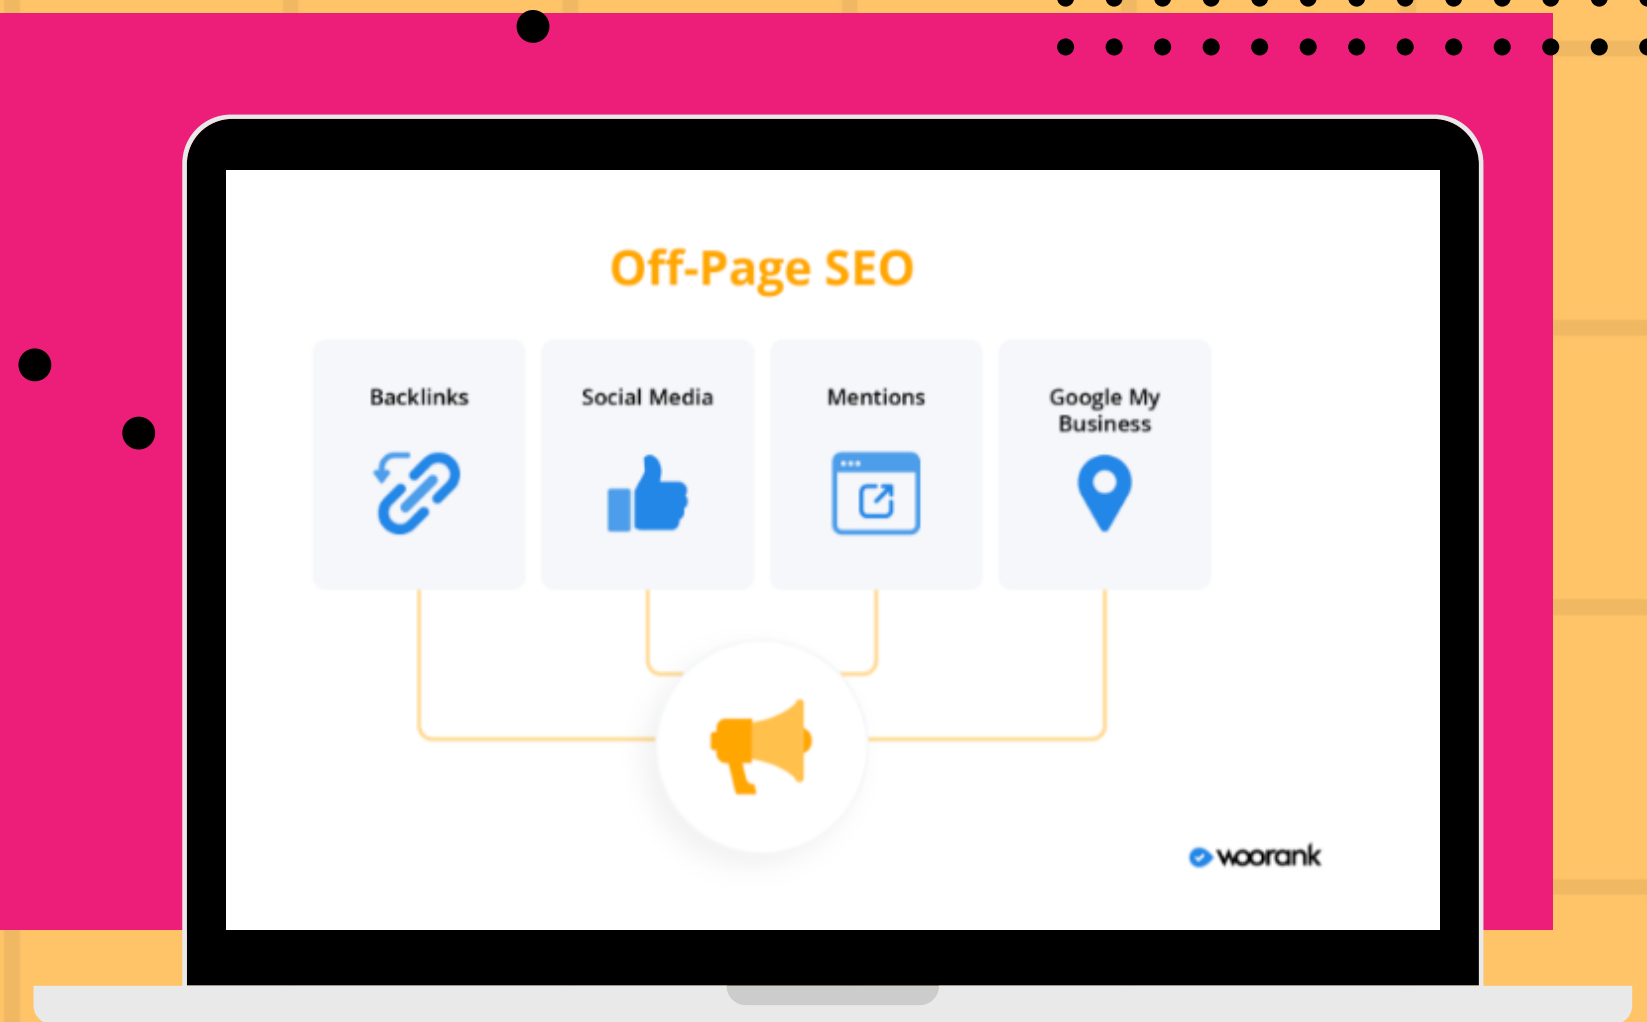 Off-Page SEO
Backlinks
Social Media
Mentions
Google My
Business
woorank